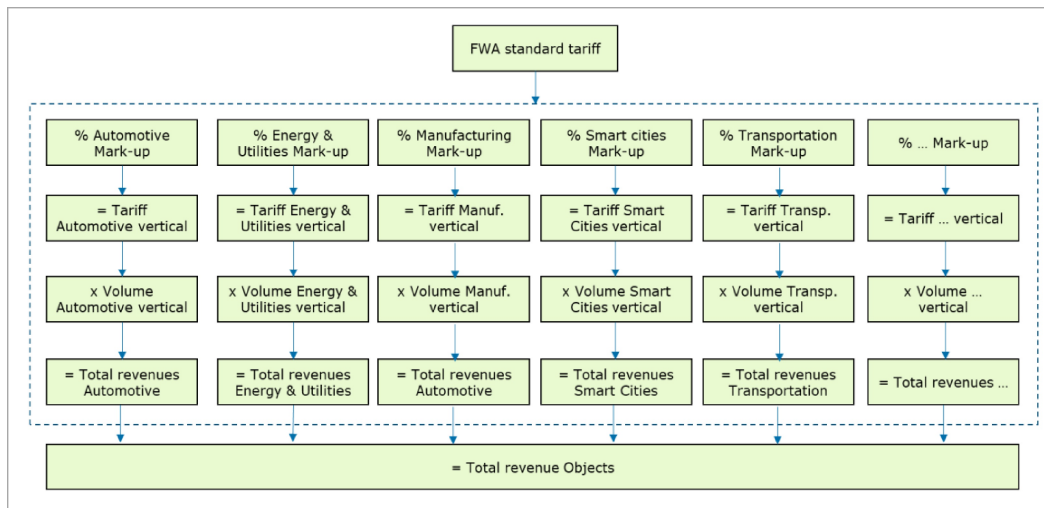 FWA standard tariff
% Automotive
Mark-up
% Energy &
Utilities Mark-up
% Manufacturing
Mark-up
% Smart cities
Mark-up
% Transportation
Mark-up
% ... Mark-up
= Tariff
Automotive vertical
= Tariff Energy &
Utilities vertical
= Tariff Manuf.
vertical
= Tariff Smart
Cities vertical
= Tariff Transp.
vertical
= Tariff ... vertical
x Volume
Automotive vertical
x Volume Energy &
Utilities vertical
x Volume Manuf.
vertical
x Volume Smart
Cities vertical
x Volume Transp.
vertical
x Volume ...
vertical
= Total revenues
Automotive
= Total revenues
Energy & Utilities
= Total revenues
Automotive
= Total revenues
Smart Cities
= Total revenues
Transportation
= Total revenues ...
= Total revenue Objects